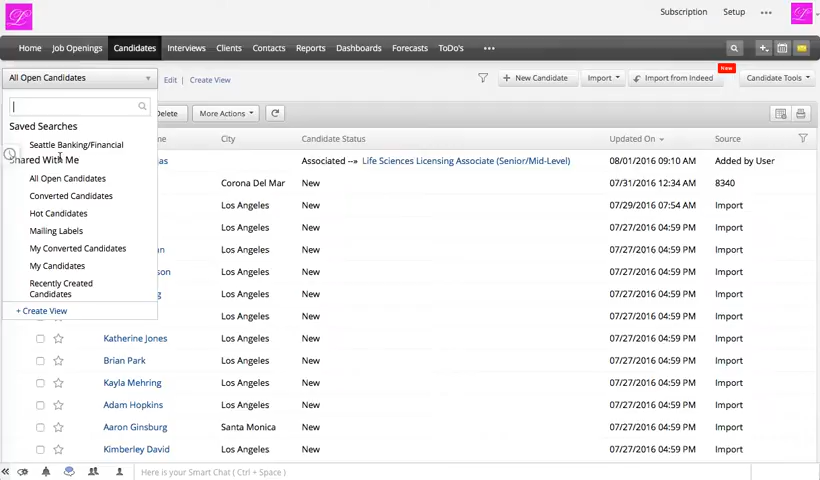 Subscription Setup
Home Job Openings Candidates Interviews Clients Contacts Reports Dashboards Forecasts ToDo's
All Open Candidates Edit Create View + New Candidate Import Import from Indeed New Candidate Tools
Delete More Actions
Saved Searches
Seattle Banking/Financial
Shared With Me
All Open Candidates
Converted Candidates
Hot Candidates
Mailing Labels
My Converted Candidates
My Candidates
Recently Created
Candidates
+ Create View
me City Candidate Status Updated On Source
as Associated --» Life Sciences Licensing Associate (Senior/Mid-Level) 08/01/2016 09:10 AM Added by User
Corona Del Mar New 07/31/2016 12:34 AM 8340
Los Angeles New 07/29/2016 07:54 AM Import
Los Angeles New 07/27/2016 04:59 PM Import
an Los Angeles New 07/27/2016 04:59 PM Import
son Los Angeles New 07/27/2016 04:59 PM Import
g Los Angeles New 07/27/2016 04:59 PM Import
Los Angeles New 07/27/2016 04:59 PM Import
Katherine Jones Los Angeles New 07/27/2016 04:59 PM Import
Brian Park Los Angeles New 07/27/2016 04:59 PM Import
Kayla Mehring Los Angeles New 07/27/2016 04:59 PM Import
Adam Hopkins Los Angeles New 07/27/2016 04:59 PM Import
Aaron Ginsburg Santa Monica New 07/27/2016 04:59 PM Import
Kimberley David Los Angeles New 07/27/2016 04:59 PM Import
Here is your Smart Chat ( Ctrl + Space )